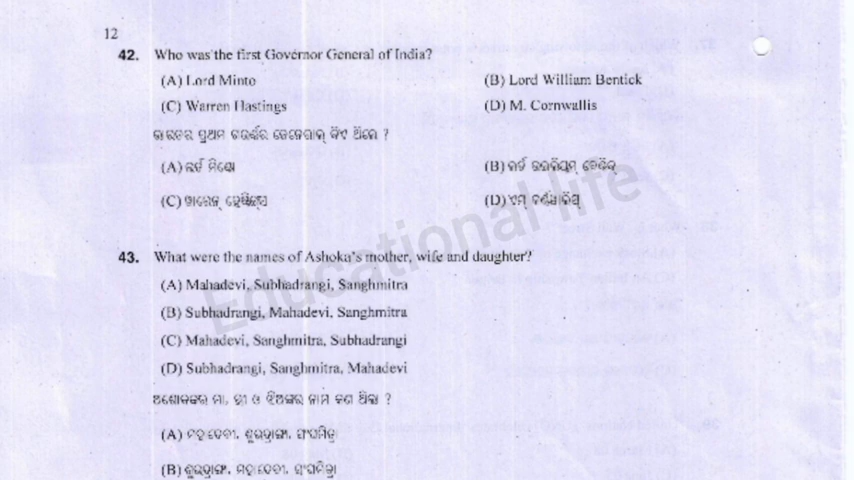 12
42. Who was the first Governor General of India?
(A) Lord Minto
(B) Lord William Bentick
(C) Warren Hastings
(D) M. Cornwallis
ଭାରତର ପ୍ରଥମ ଗଭର୍ଣ୍ଣର ଜେନେରାଲ୍ କିଏ ଥିଲେ ?
(A) ଲର୍ଡ ମିଣ୍ଟୋ
(B) ଲର୍ଡ ଉଇଲିୟମ୍ ବେଣ୍ଟିକ୍
(C) ୱାରେନ୍ ହେଷ୍ଟିଂସ
(D) ଏମ୍ କର୍ଣ୍ଣୱାଲିସ୍
43. What were the names of Ashoka's mother, wife and daughter?
(A) Mahadevi, Subhadrangi, Sanghmitra
(B) Subhadrangi, Mahadevi, Sanghmitra
(C) Mahadevi, Sanghmitra, Subhadrangi
(D) Subhadrangi, Sanghmitra, Mahadevi
ଅଶୋକଙ୍କର ମା, ସ୍ତ୍ରୀ ଓ ଝିଅଙ୍କର ନାମ କଣ ଥିଲା ?
(A) ମହାଦେବୀ, ଶୁଭଦ୍ରାଙ୍ଗୀ, ସଂଘମିତ୍ରା
(B) ଶୁଭଦ୍ରାଙ୍ଗୀ, ମହାଦେବୀ, ସଂଘମିତ୍ରା
Educational life